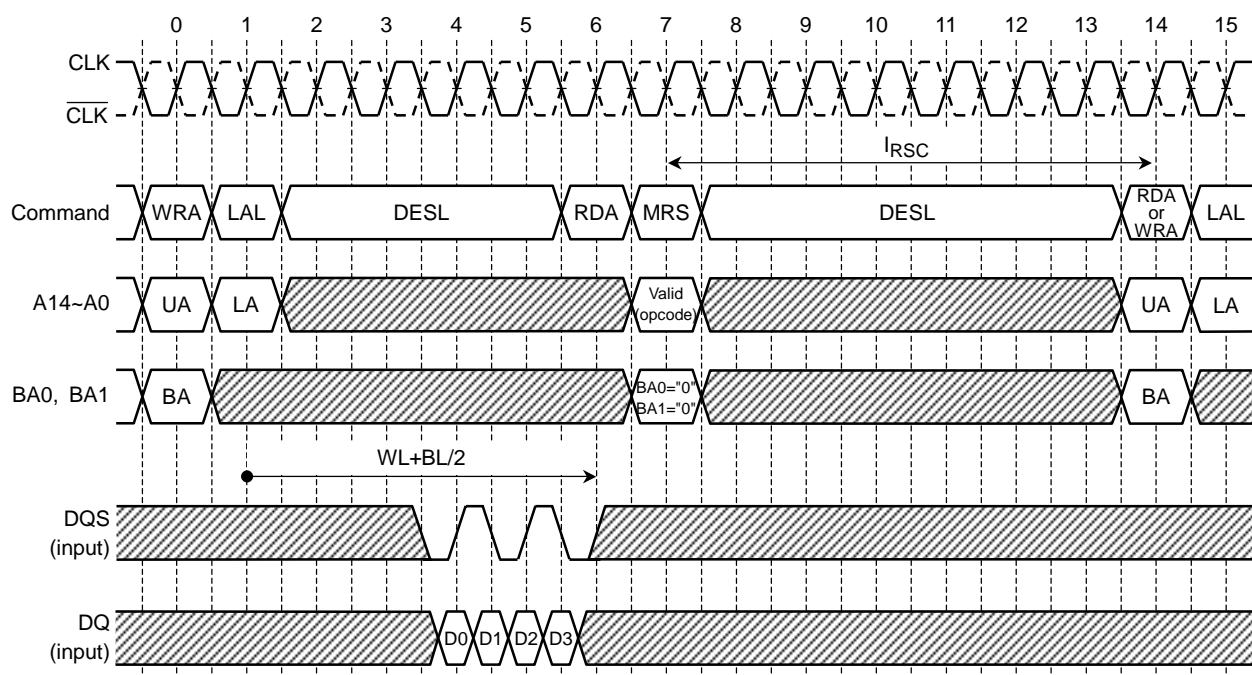 0 1 2 3 4 5 6 7 8 9 10 11 12 13 14 15
CLK
CLK
IRSC
Command WRA LAL DESL RDA MRS DESL RDA or WRA LAL
A14~A0 UA LA Valid (opcode) UA LA
BA0, BA1 BA BA0="0" BA1="0" BA
WL+BL/2
DQS
(input)
DQ
(input)
D0 D1 D2 D3